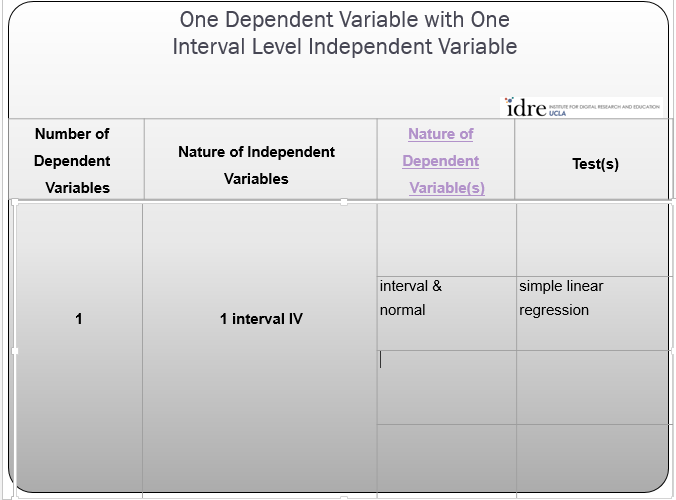 One Dependent Variable with One
Interval Level Independent Variable
idre INSTITUTE FOR DIGITAL RESEARCH AND EDUCATION
UCLA
Number of
Dependent
Variables
Nature of Independent
Variables
Nature of
Dependent
Variable(s)
Test(s)
1
1 interval IV
interval &
normal
simple linear
regression